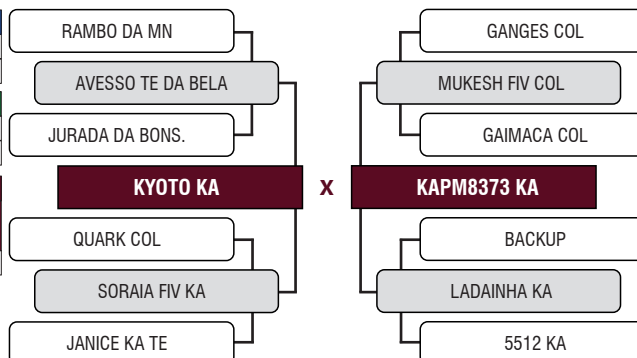 RAMBO DA MN
AVESSO TE DA BELA
JURADA DA BONS.
KYOTO KA
QUARK COL
SORAIA FIV KA
JANICE KA TE
X
GANGES COL
MUKESH FIV COL
GAIMACA COL
KAPM8373 KA
BACKUP
LADAINHA KA
5512 KA